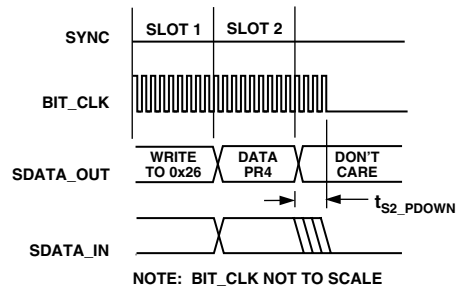 SYNC
SLOT 1 SLOT 2
BIT_CLK
SDATA_OUT
WRITE
TO 0x26
DATA
PR4
DON'T
CARE
tS2_PDOWN
SDATA_IN
NOTE: BIT_CLK NOT TO SCALE